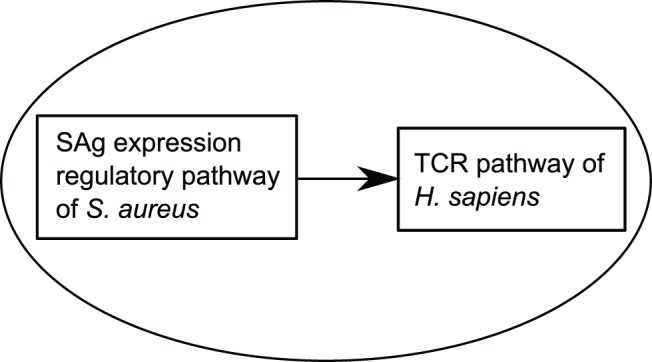 SAg expression
regulatory pathway
of S. aureus
TCR pathway of
H. sapiens